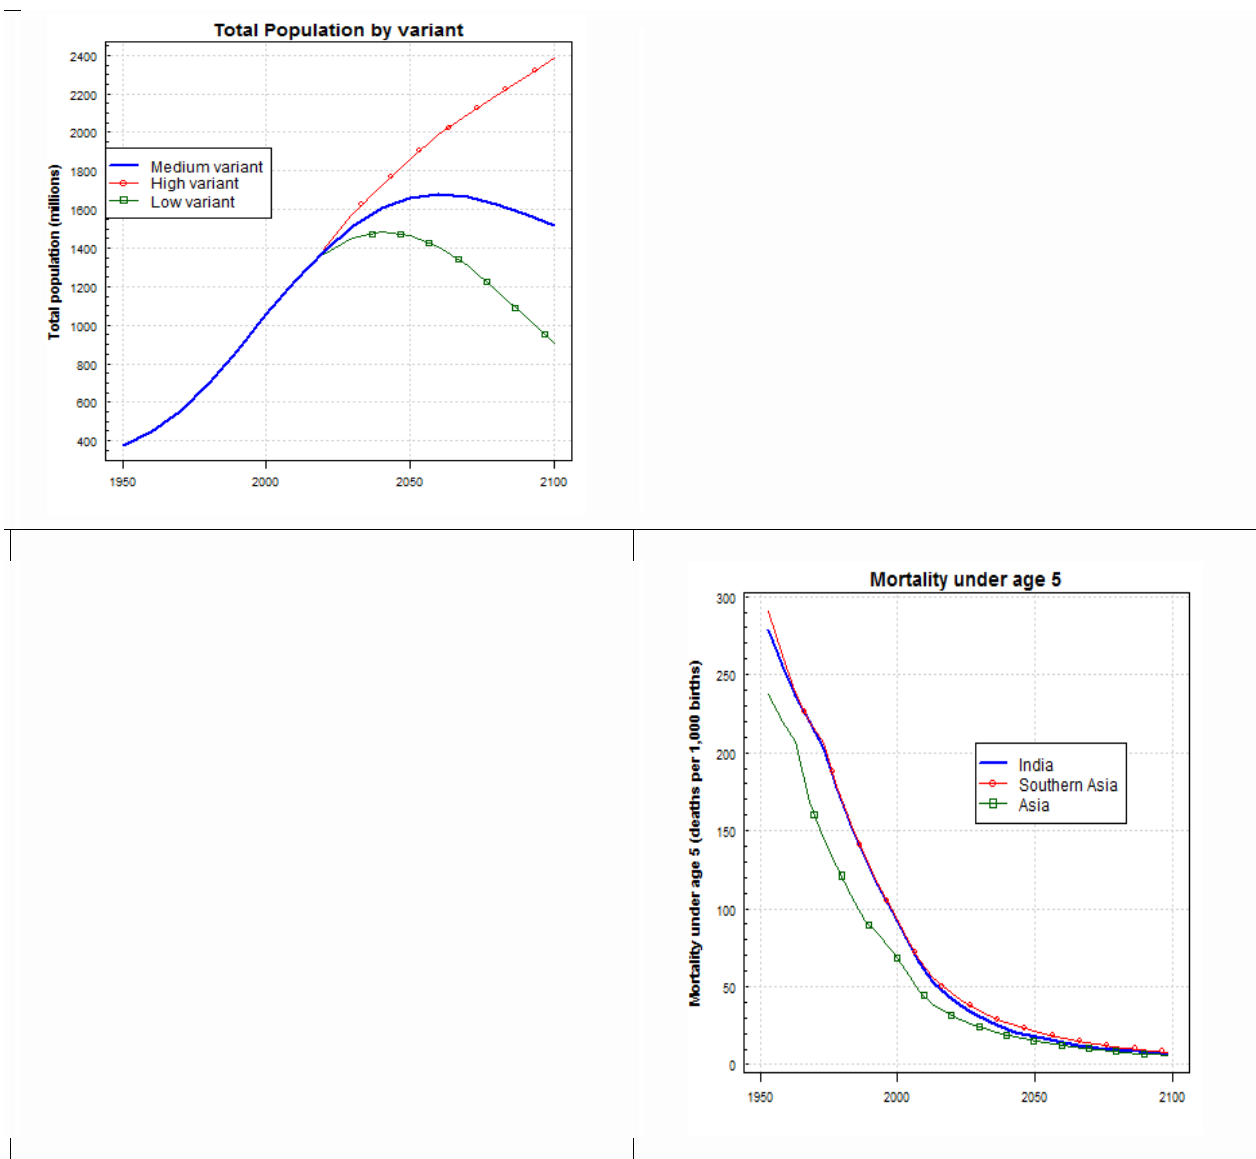 Total Population by variant
Total population (millions)
2400
2200
2000
1800
1600
1400
1200
1000
800
600
400
Medium variant
High variant
Low variant
1950
2000
2050
2100
Mortality under age 5
Mortality under age 5 (deaths per 1,000 births)
300
250
200
150
100
50
0
India
Southern Asia
Asia
1950
2000
2050
2100